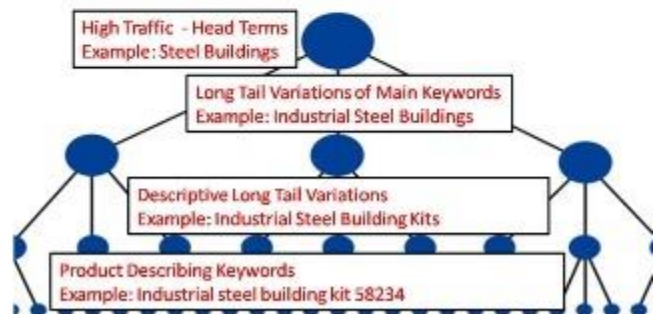 High Traffic - Head Terms
Example: Steel Buildings
Long Tail Variations of Main Keywords
Example: Industrial Steel Buildings
Descriptive Long Tail Variations
Example: Industrial Steel Building Kits
Product Describing Keywords
Example: Industrial steel building kit 58234